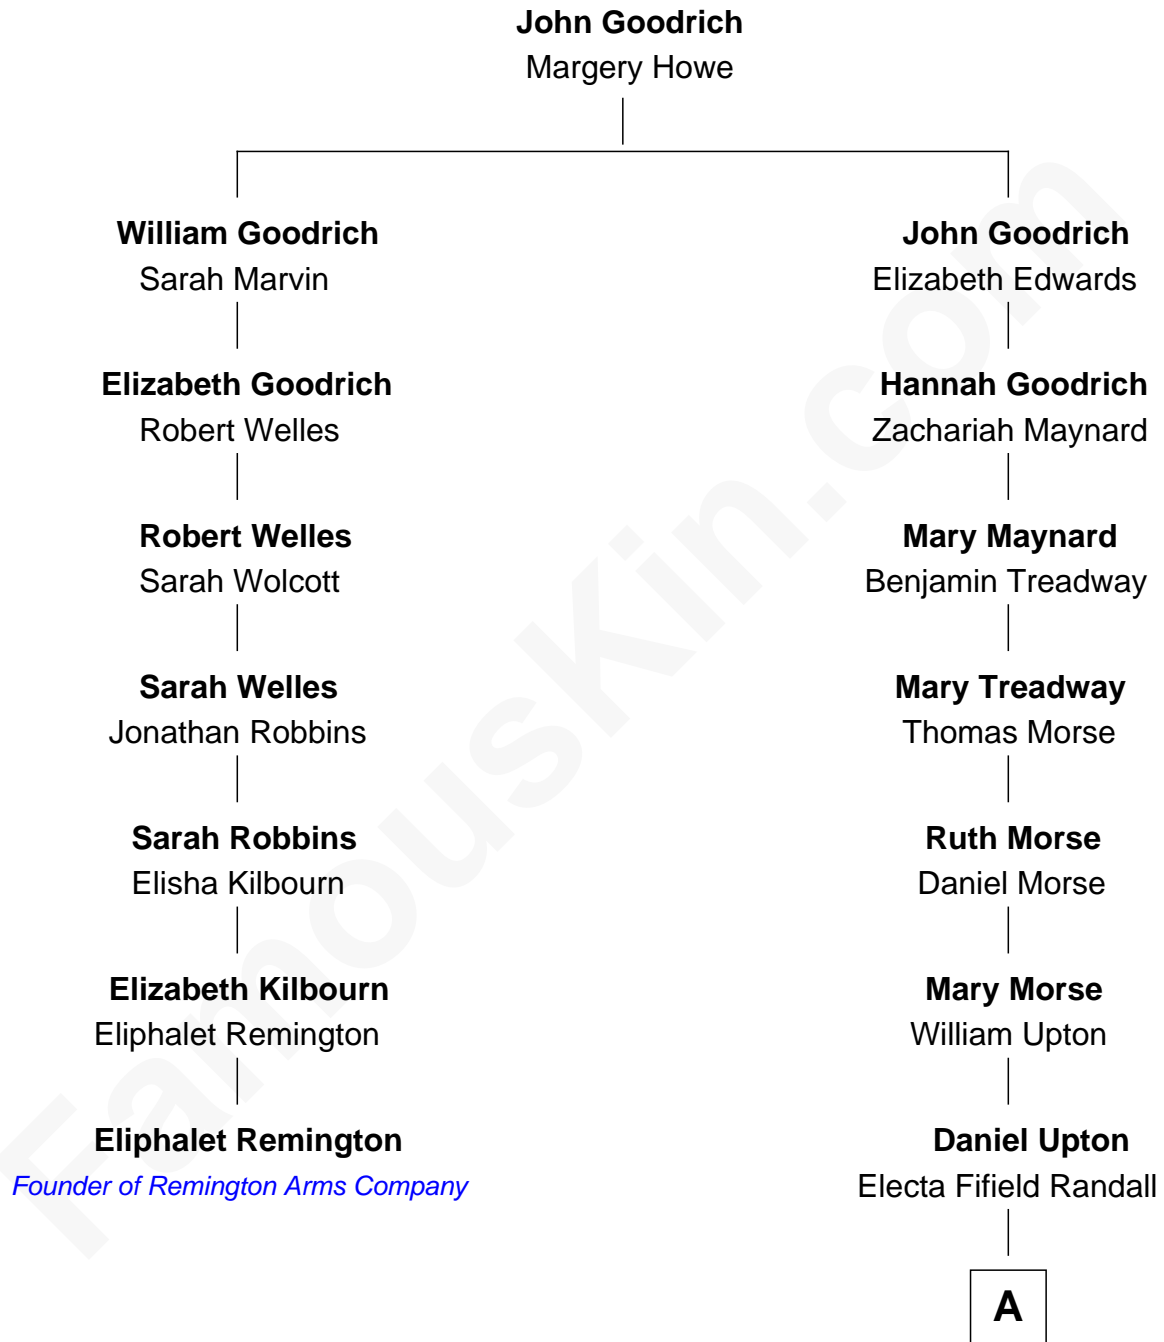 John Goodrich
Margery Howe
William Goodrich
Sarah Marvin
John Goodrich
Elizabeth Edwards
Elizabeth Goodrich
Robert Welles
Hannah Goodrich
Zachariah Maynard
Robert Welles
Sarah Wolcott
Mary Maynard
Benjamin Treadway
Sarah Welles
Jonathan Robbins
Mary Treadway
Thomas Morse
Sarah Robbins
Elisha Kilbourn
Ruth Morse
Daniel Morse
Elizabeth Kilbourn
Eliphalet Remington
Mary Morse
William Upton
Eliphalet Remington
Founder of Remington Arms Company
Daniel Upton
Electa Fifield Randall
A
FamousKin.com